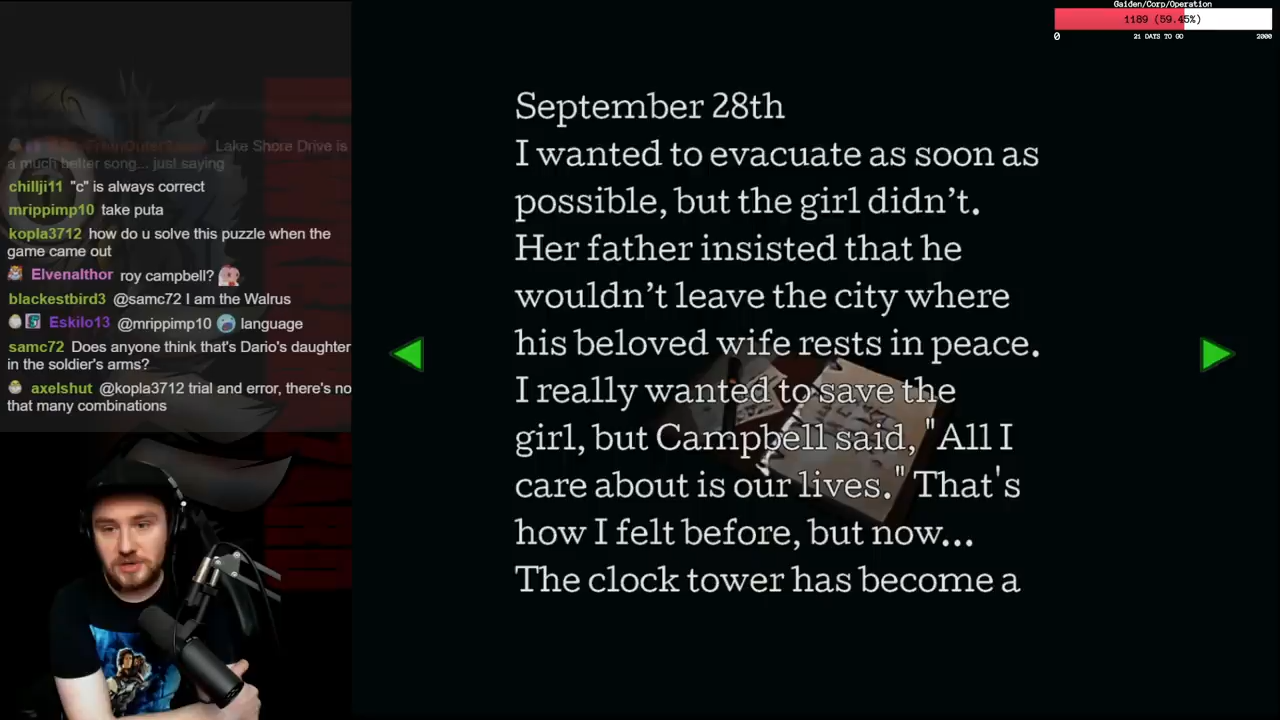 Gaiden/Corp/Operation
1189 (59.45%)
0
21 DAYS TO GO
2000
Lake Shore Drive is
a much better song... just saying
chillji11 "c" is always correct
mrippimp10 take puta
kopla3712 how do u solve this puzzle when the
game came out
Elvenalthor roy campbell?
blackestbird3 @samc72 I am the Walrus
Eskilo13 @mrippimp10 language
samc72 Does anyone think that's Dario's daughter
in the soldier's arms?
axelshut @kopla3712 trial and error, there's no
that many combinations
September 28th
I wanted to evacuate as soon as
possible, but the girl didn't.
Her father insisted that he
wouldn't leave the city where
his beloved wife rests in peace.
I really wanted to save the
girl, but Campbell said, "All I
care about is our lives." That's
how I felt before, but now...
The clock tower has become a